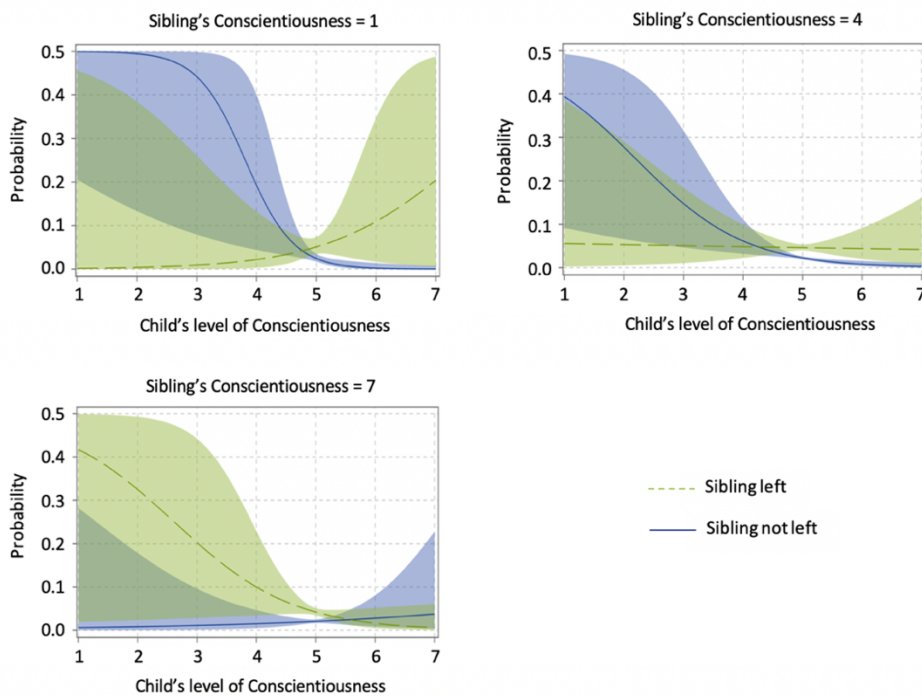 Sibling's Conscientiousness = 1
0.5
0.4
0.3
0.2
0.1
0.0
Probability
1 2 3 4 5 6 7
Child's level of Conscientiousness
Sibling's Conscientiousness = 4
0.5
0.4
0.3
0.2
0.1
0.0
Probability
1 2 3 4 5 6 7
Child's level of Conscientiousness
Sibling's Conscientiousness = 7
0.5
0.4
0.3
0.2
0.1
0.0
Probability
1 2 3 4 5 6 7
Child's level of Conscientiousness
Sibling left
Sibling not left